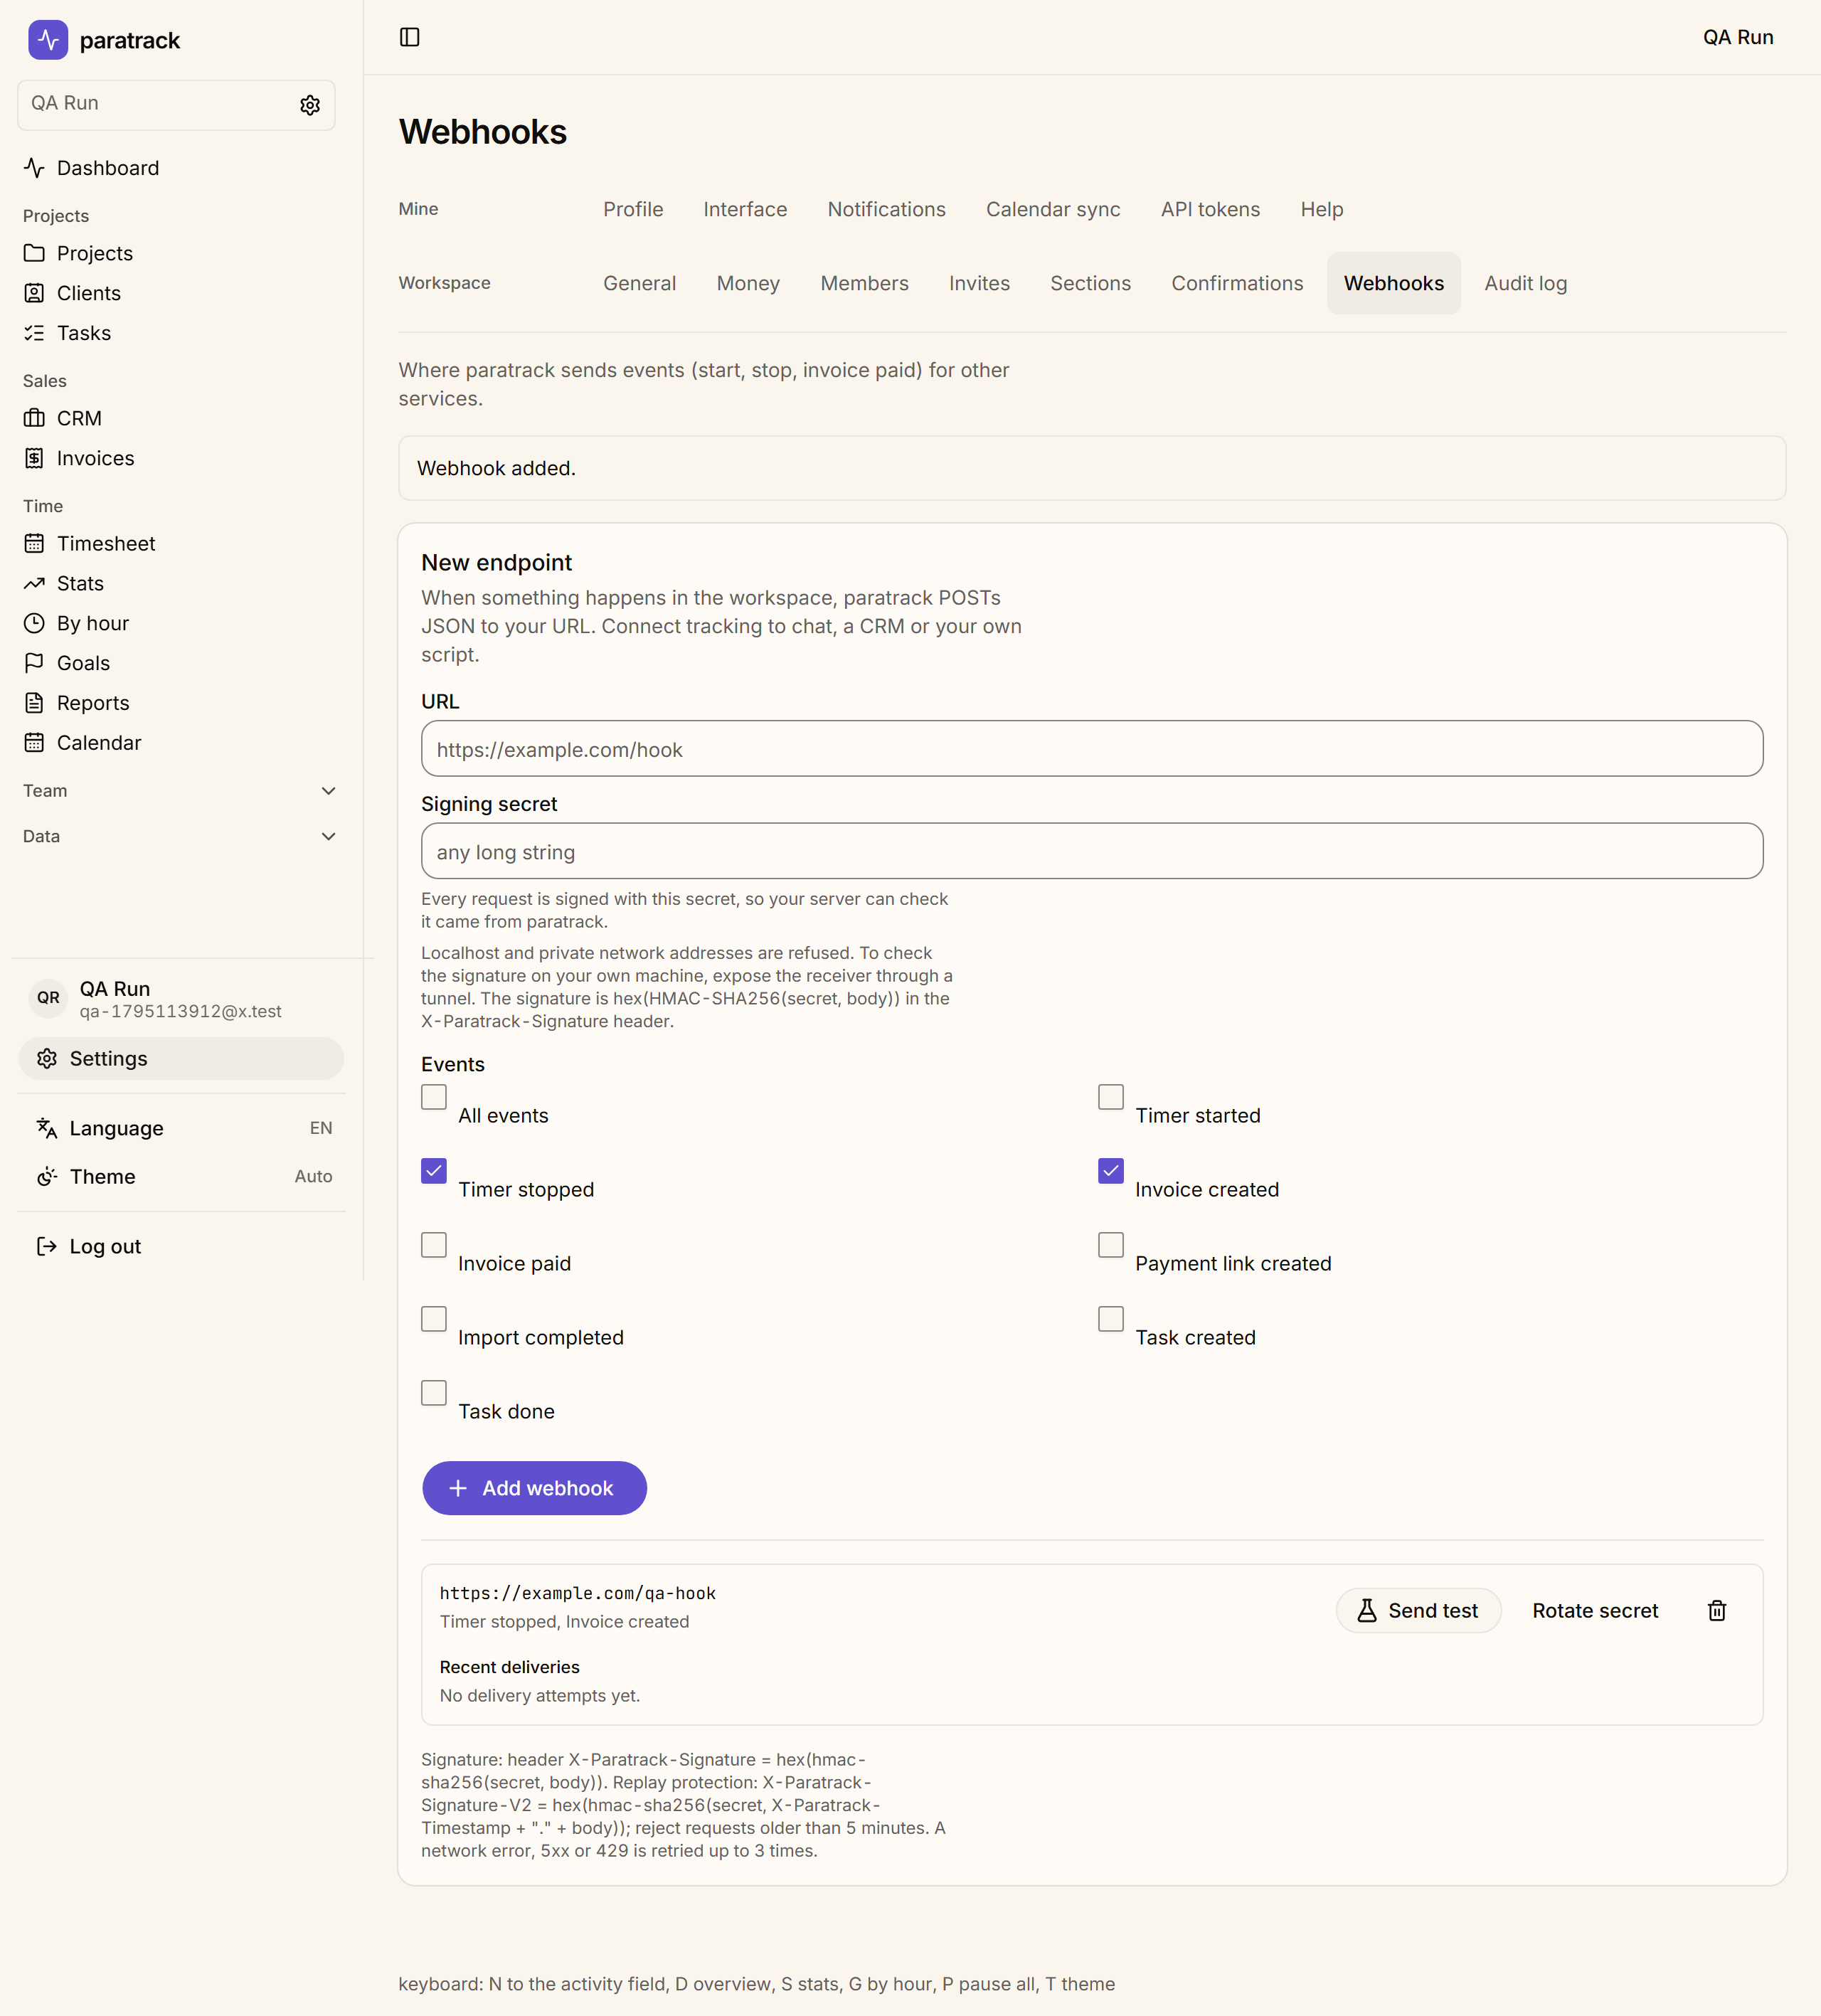 paratrack
QA Run
Dashboard
Projects
Projects
Clients
Tasks
Sales
CRM
Invoices
Time
Timesheet
Stats
By hour
Goals
Reports
Calendar
Team
Data
QR
QA Run
qa-1795113912@x.test
Settings
Language EN
Theme Auto
Log out
QA Run
Webhooks
Mine Profile Interface Notifications Calendar sync API tokens Help
Workspace General Money Members Invites Sections Confirmations Webhooks Audit log
Where paratrack sends events (start, stop, invoice paid) for other
services.
Webhook added.
New endpoint
When something happens in the workspace, paratrack POSTs
JSON to your URL. Connect tracking to chat, a CRM or your own
script.
URL
https://example.com/hook
Signing secret
any long string
Every request is signed with this secret, so your server can check
it came from paratrack.
Localhost and private network addresses are refused. To check
the signature on your own machine, expose the receiver through a
tunnel. The signature is hex(HMAC-SHA256(secret, body)) in the
X-Paratrack-Signature header.
Events
All events Timer started
Timer stopped Invoice created
Invoice paid Payment link created
Import completed Task created
Task done
Add webhook
https://example.com/qa-hook
Timer stopped, Invoice created
Send test Rotate secret
Recent deliveries
No delivery attempts yet.
Signature: header X-Paratrack-Signature = hex(hmac-
sha256(secret, body)). Replay protection: X-Paratrack-
Signature-V2 = hex(hmac-sha256(secret, X-Paratrack-
Timestamp + "." + body)); reject requests older than 5 minutes. A
network error, 5xx or 429 is retried up to 3 times.
keyboard: N to the activity field, D overview, S stats, G by hour, P pause all, T theme